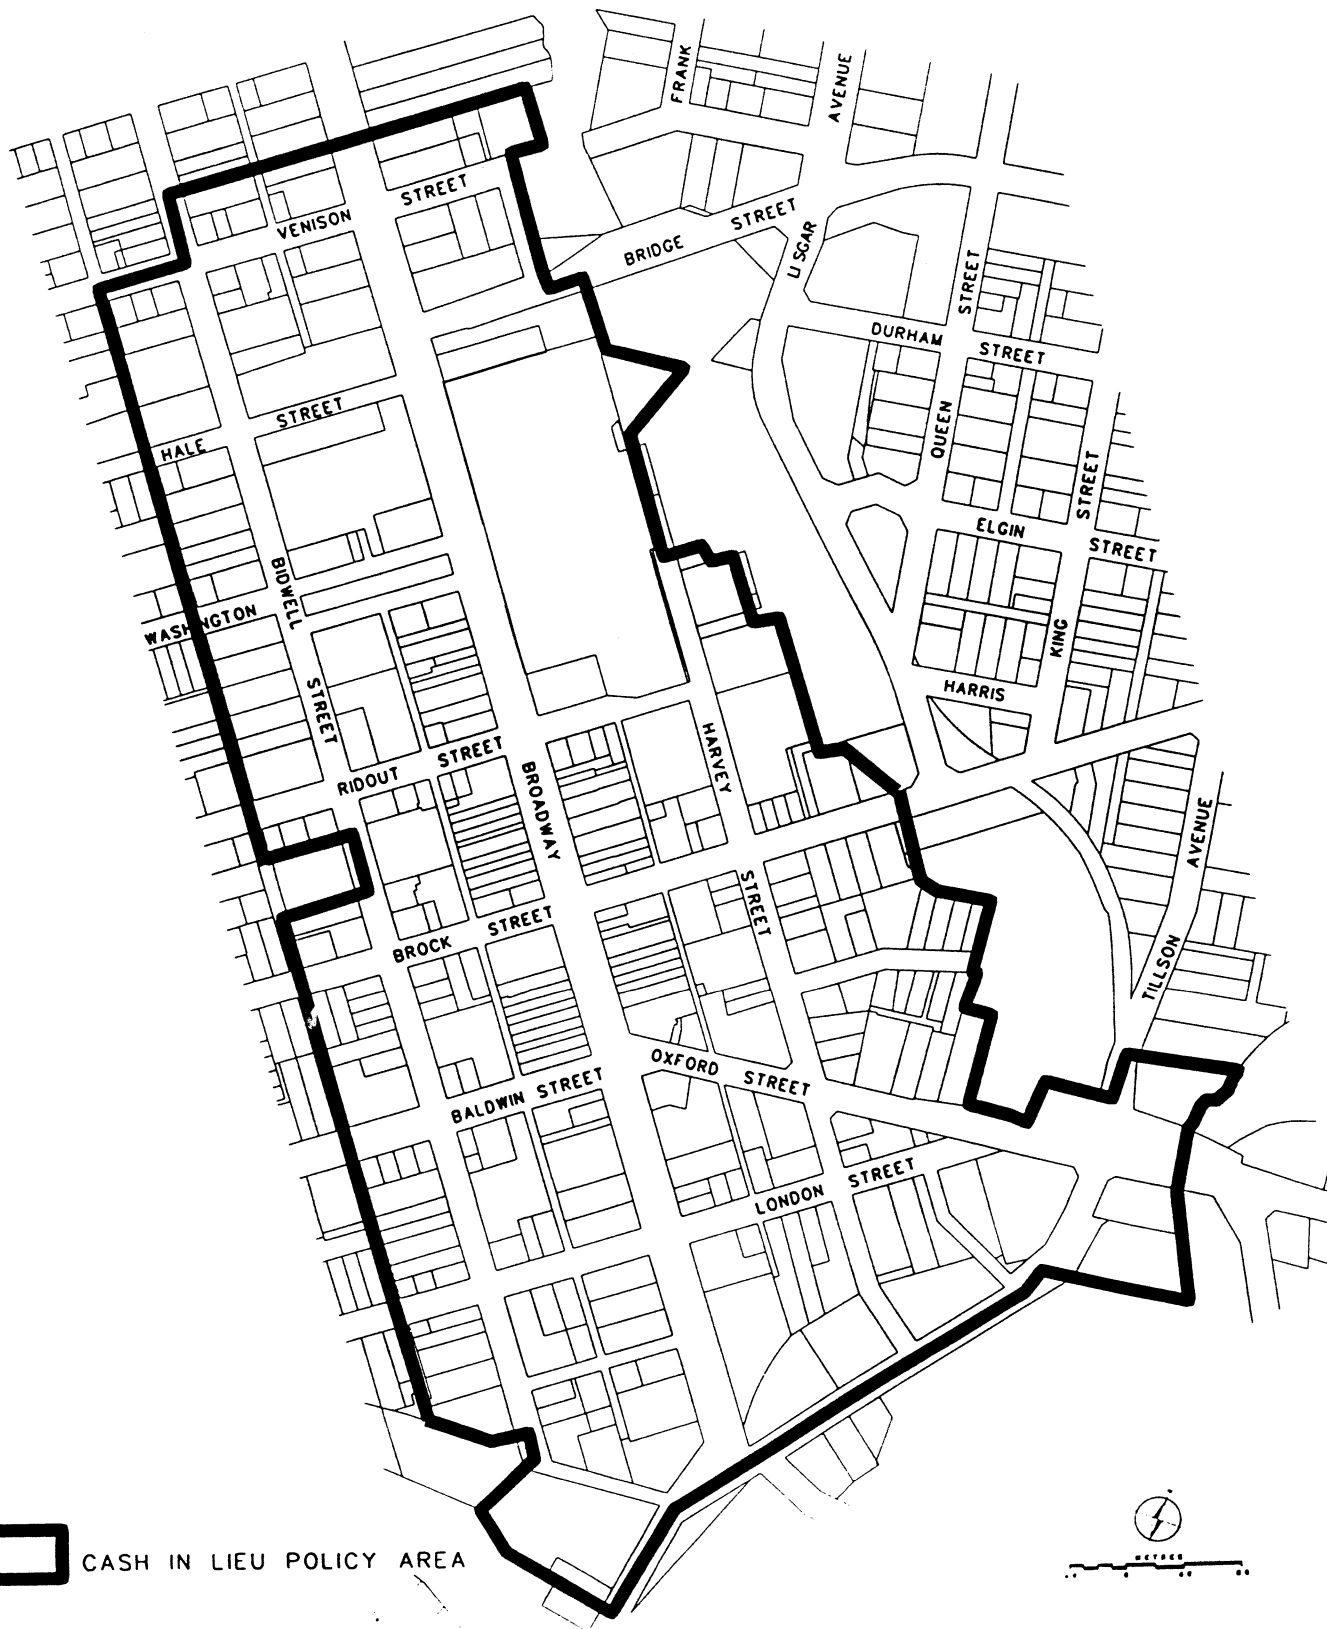 FRANK
AVENUE
VENISON
STREET
BRIDGE
STREET
LISGAR
DURHAM
STREET
STREET
HALE
STREET
QUEEN
STREET
ELGIN
STREET
BIDWELL
STREET
WASHINGTON
KING
HARRIS
RIDOUT
STREET
BROADWAY
HARVEY
STREET
AVENUE
TILLSON
BROCK
STREET
OXFORD
STREET
BALDWIN STREET
LONDON
STREET
METRES
CASH IN LIEU POLICY AREA